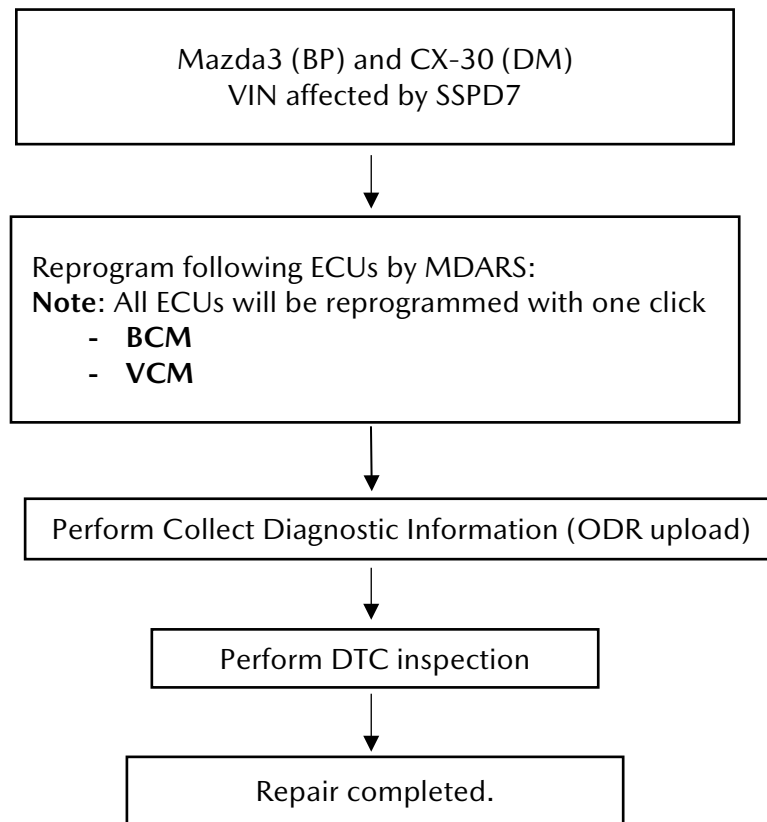 Mazda3 (BP) and CX-30 (DM)
VIN affected by SSPD7
Reprogram following ECUs by MDARS:
Note: All ECUs will be reprogrammed with one click
- BCM
- VCM
Perform Collect Diagnostic Information (ODR upload)
Perform DTC inspection
Repair completed.